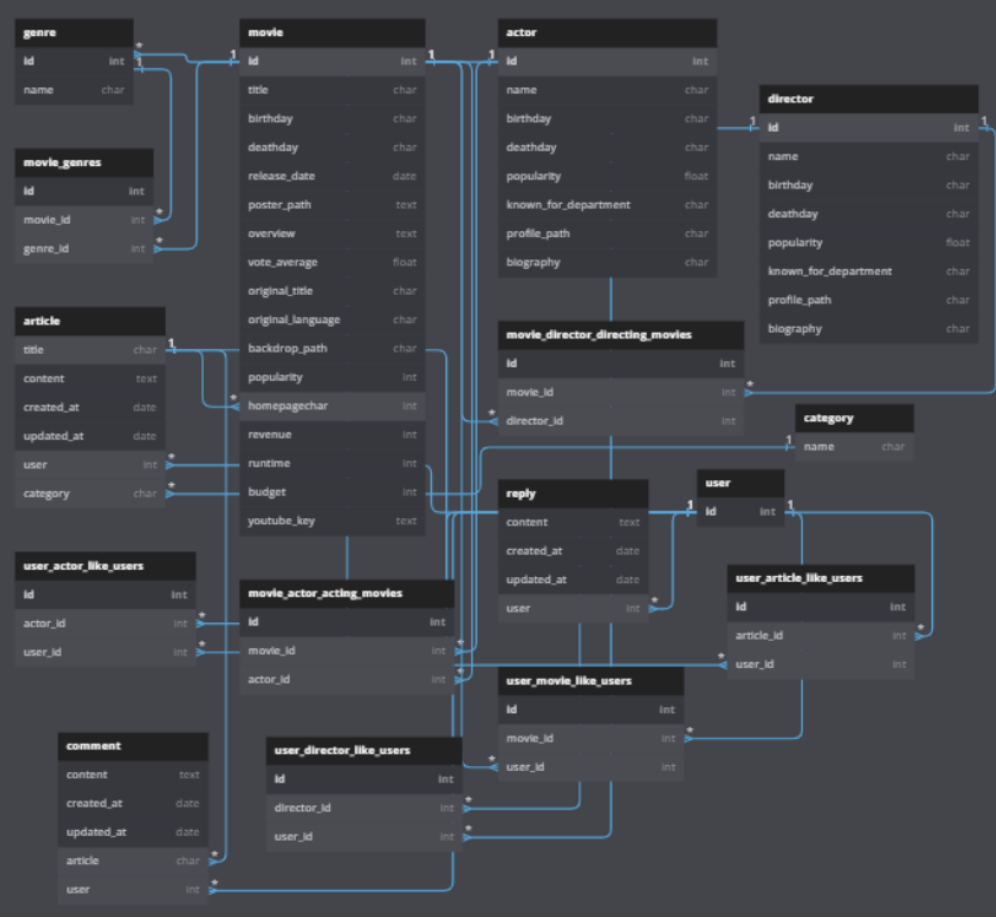 genre
id int
name char
movie_genres
id int
movie_id int
genre_id int
article
title char
content text
created_at date
updated_at date
user int
category char
user_actor_like_users
id int
actor_id int
user_id int
comment
content text
created_at date
updated_at date
article char
user int
movie
id int
title char
birthday char
deathday char
release_date date
poster_path text
overview text
vote_average float
original_title char
original_language char
backdrop_path char
popularity int
homepagechar int
revenue int
runtime int
budget int
youtube_key text
movie_actor_acting_movies
id int
movie_id int
actor_id int
user_director_like_users
id int
director_id int
user_id int
actor
id int
name char
birthday char
deathday char
popularity float
known_for_department char
profile_path char
biography char
movie_director_directing_movies
id int
movie_id int
director_id int
reply
content text
created_at date
updated_at date
user int
user_movie_like_users
id int
movie_id int
user_id int
director
id int
name char
birthday char
deathday char
popularity float
known_for_department char
profile_path char
biography char
category
name char
user
id int
user_article_like_users
id int
article_id int
user_id int
* 1 1 * * 1 * * * * * * * 1 1 * * * * 1 1 * * 1 1 1 * * * *